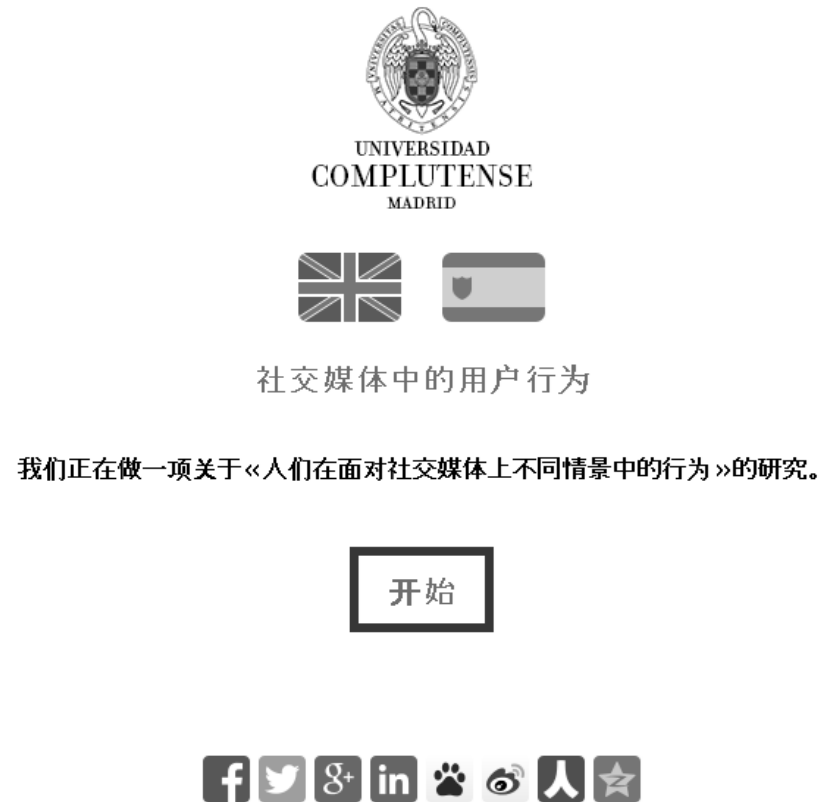 UNIVERSIDAD
COMPLUTENSE
MADRID
社交媒体中的用户行为
我们正在做一项关于«人们在面对社交媒体上不同情景中的行为»的研究。
开始